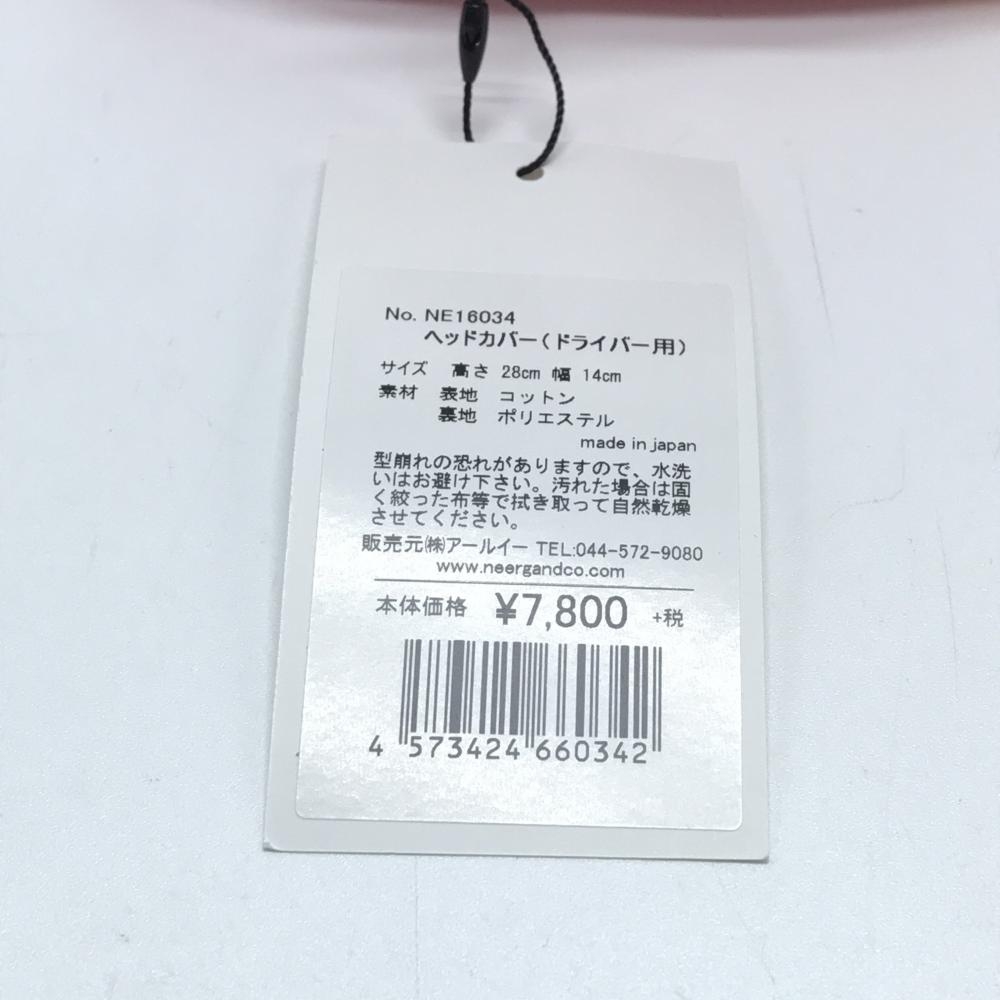 No. NE16034
ヘッドカバー(ドライバー用)
サイズ 高さ 28cm 幅 14cm
素材 表地 コットン
裏地 ポリエステル
made in japan
型崩れの恐れがありますので、水洗
いはお避け下さい。汚れた場合は固
く絞った布等で拭き取って自然乾燥
させてください。
販売元㈱アールイー TEL:044-572-9080
www.neergandco.com
本体価格 ¥7,800 +税
4 573424 660342